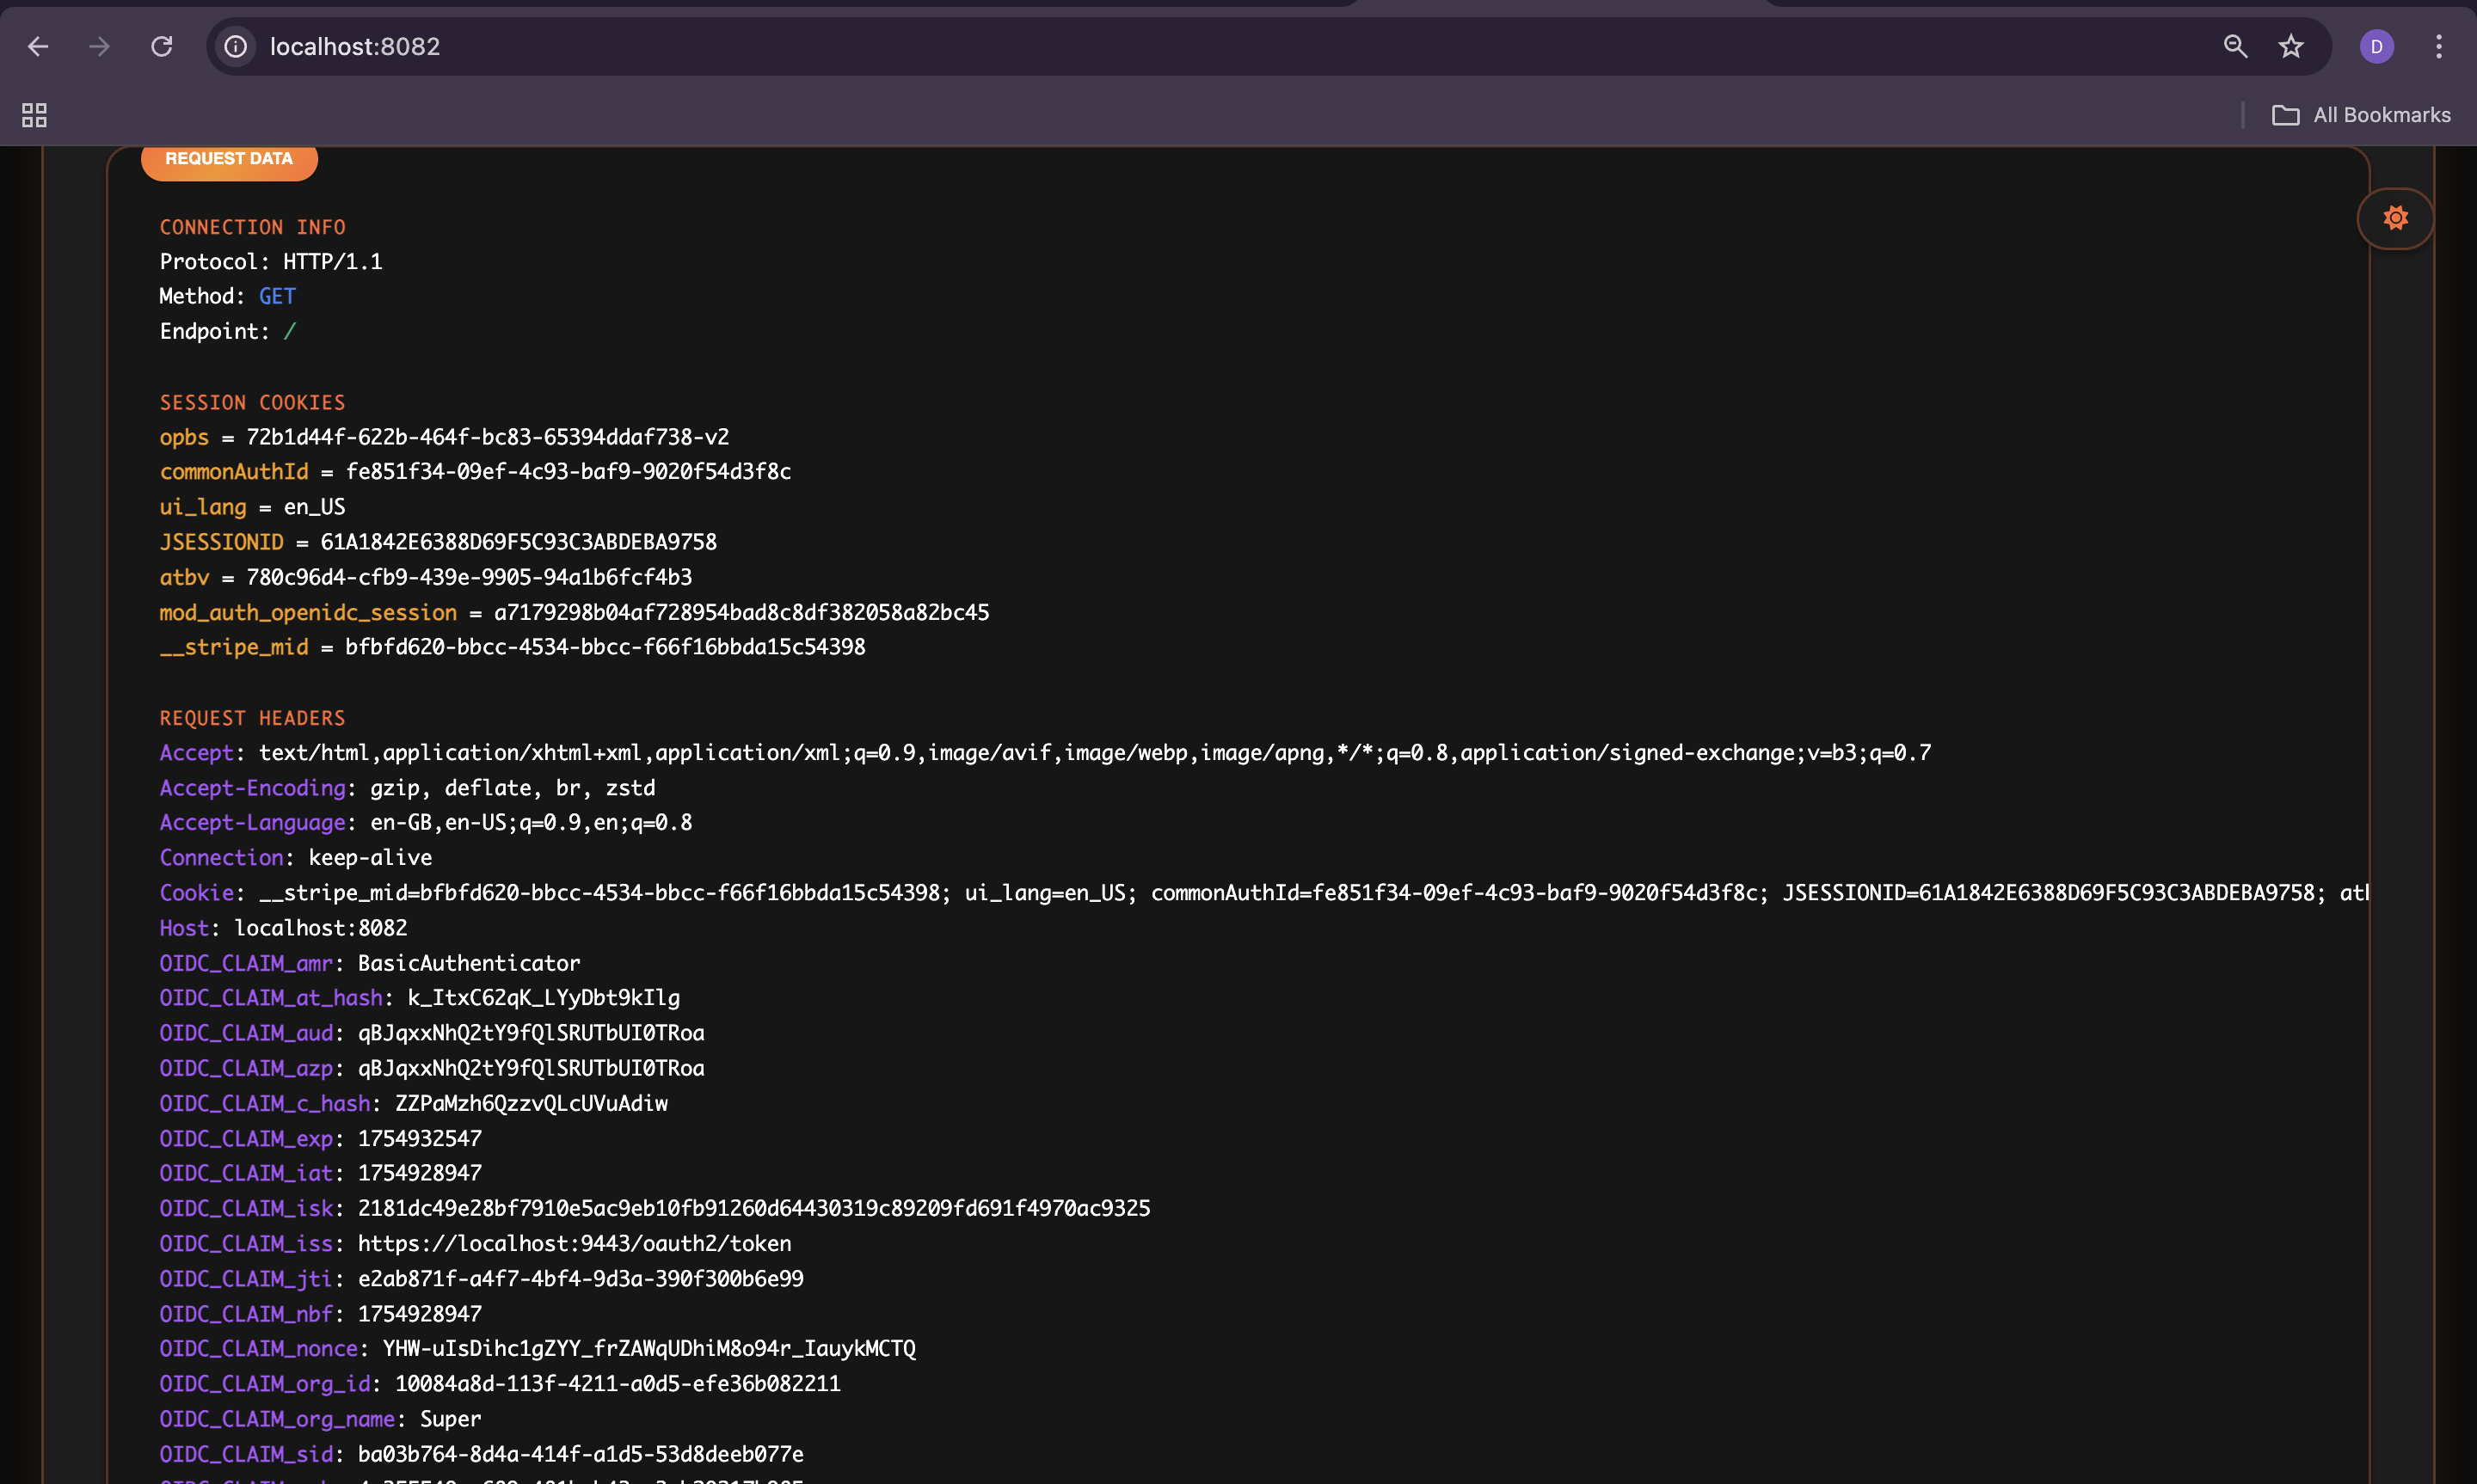 localhost:8082
D
All Bookmarks
REQUEST DATA
CONNECTION INFO
Protocol: HTTP/1.1
Method: GET
Endpoint: /
SESSION COOKIES
opbs = 72b1d44f-622b-464f-bc83-65394ddaf738-v2
commonAuthId = fe851f34-09ef-4c93-baf9-9020f54d3f8c
ui_lang = en_US
JSESSIONID = 61A1842E6388D69F5C93C3ABDEBA9758
atbv = 780c96d4-cfb9-439e-9905-94a1b6fcf4b3
mod_auth_openidc_session = a7179298b04af728954bad8c8df382058a82bc45
__stripe_mid = bfbfd620-bbcc-4534-bbcc-f66f16bbda15c54398
REQUEST HEADERS
Accept: text/html,application/xhtml+xml,application/xml;q=0.9,image/avif,image/webp,image/apng,*/*;q=0.8,application/signed-exchange;v=b3;q=0.7
Accept-Encoding: gzip, deflate, br, zstd
Accept-Language: en-GB,en-US;q=0.9,en;q=0.8
Connection: keep-alive
Cookie: __stripe_mid=bfbfd620-bbcc-4534-bbcc-f66f16bbda15c54398; ui_lang=en_US; commonAuthId=fe851f34-09ef-4c93-baf9-9020f54d3f8c; JSESSIONID=61A1842E6388D69F5C93C3ABDEBA9758;
Host: localhost:8082
OIDC_CLAIM_amr: BasicAuthenticator
OIDC_CLAIM_at_hash: k_ItxC62qK_LYyDbt9kIlg
OIDC_CLAIM_aud: qBJqxxNhQ2tY9fQlSRUTbUI0TRoa
OIDC_CLAIM_azp: qBJqxxNhQ2tY9fQlSRUTbUI0TRoa
OIDC_CLAIM_c_hash: ZZPaMzh6QzzvQLcUVuAdiw
OIDC_CLAIM_exp: 1754932547
OIDC_CLAIM_iat: 1754928947
OIDC_CLAIM_isk: 2181dc49e28bf7910e5ac9eb10fb91260d64430319c89209fd691f4970ac9325
OIDC_CLAIM_iss: https://localhost:9443/oauth2/token
OIDC_CLAIM_jti: e2ab871f-a4f7-4bf4-9d3a-390f300b6e99
OIDC_CLAIM_nbf: 1754928947
OIDC_CLAIM_nonce: YHW-uIsDihc1gZYY_frZAWqUDhiM8o94r_IauykMCTQ
OIDC_CLAIM_org_id: 10084a8d-113f-4211-a0d5-efe36b082211
OIDC_CLAIM_org_name: Super
OIDC_CLAIM_sid: ba03b764-8d4a-414f-a1d5-53d8deeb077e